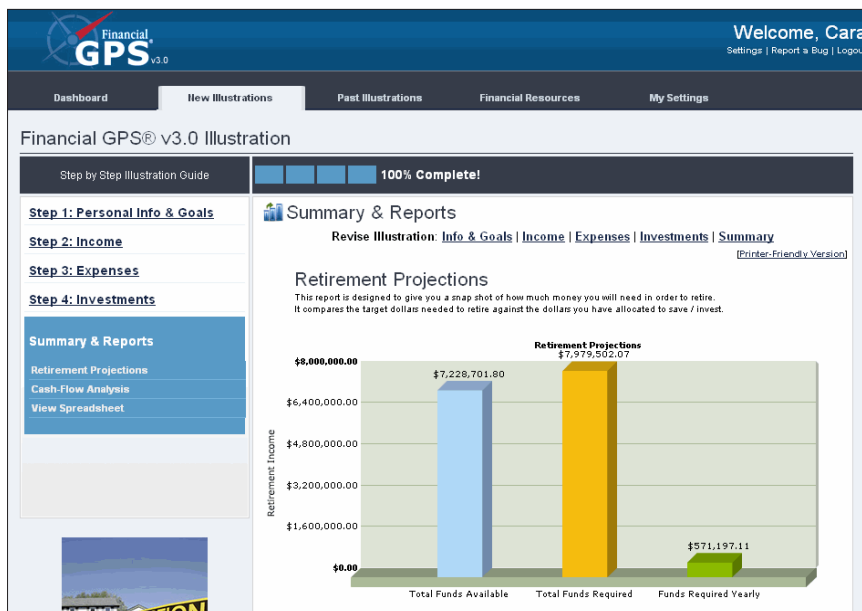 Financial
GPS® v3.0
Welcome, Cara
Settings | Report a Bug | Logou
Dashboard
New Illustrations
Past Illustrations
Financial Resources
My Settings
Financial GPS® v3.0 Illustration
Step by Step Illustration Guide
100% Complete!
Step 1: Personal Info & Goals
Step 2: Income
Step 3: Expenses
Step 4: Investments
Summary & Reports
Retirement Projections
Cash-Flow Analysis
View Spreadsheet
Summary & Reports
Revise Illustration: Info & Goals | Income | Expenses | Investments | Summary
[Printer-Friendly Version]
Retirement Projections
This report is designed to give you a snap shot of how much money you will need in order to retire.
It compares the target dollars needed to retire against the dollars you have allocated to save / invest.
Retirement Projections
$7,979,502.07
$7,228,701.80
$571,197.11
$8,000,000.00
$6,400,000.00
$4,800,000.00
$3,200,000.00
$1,600,000.00
$0.00
Retirement Income
Total Funds Available
Total Funds Required
Funds Required Yearly